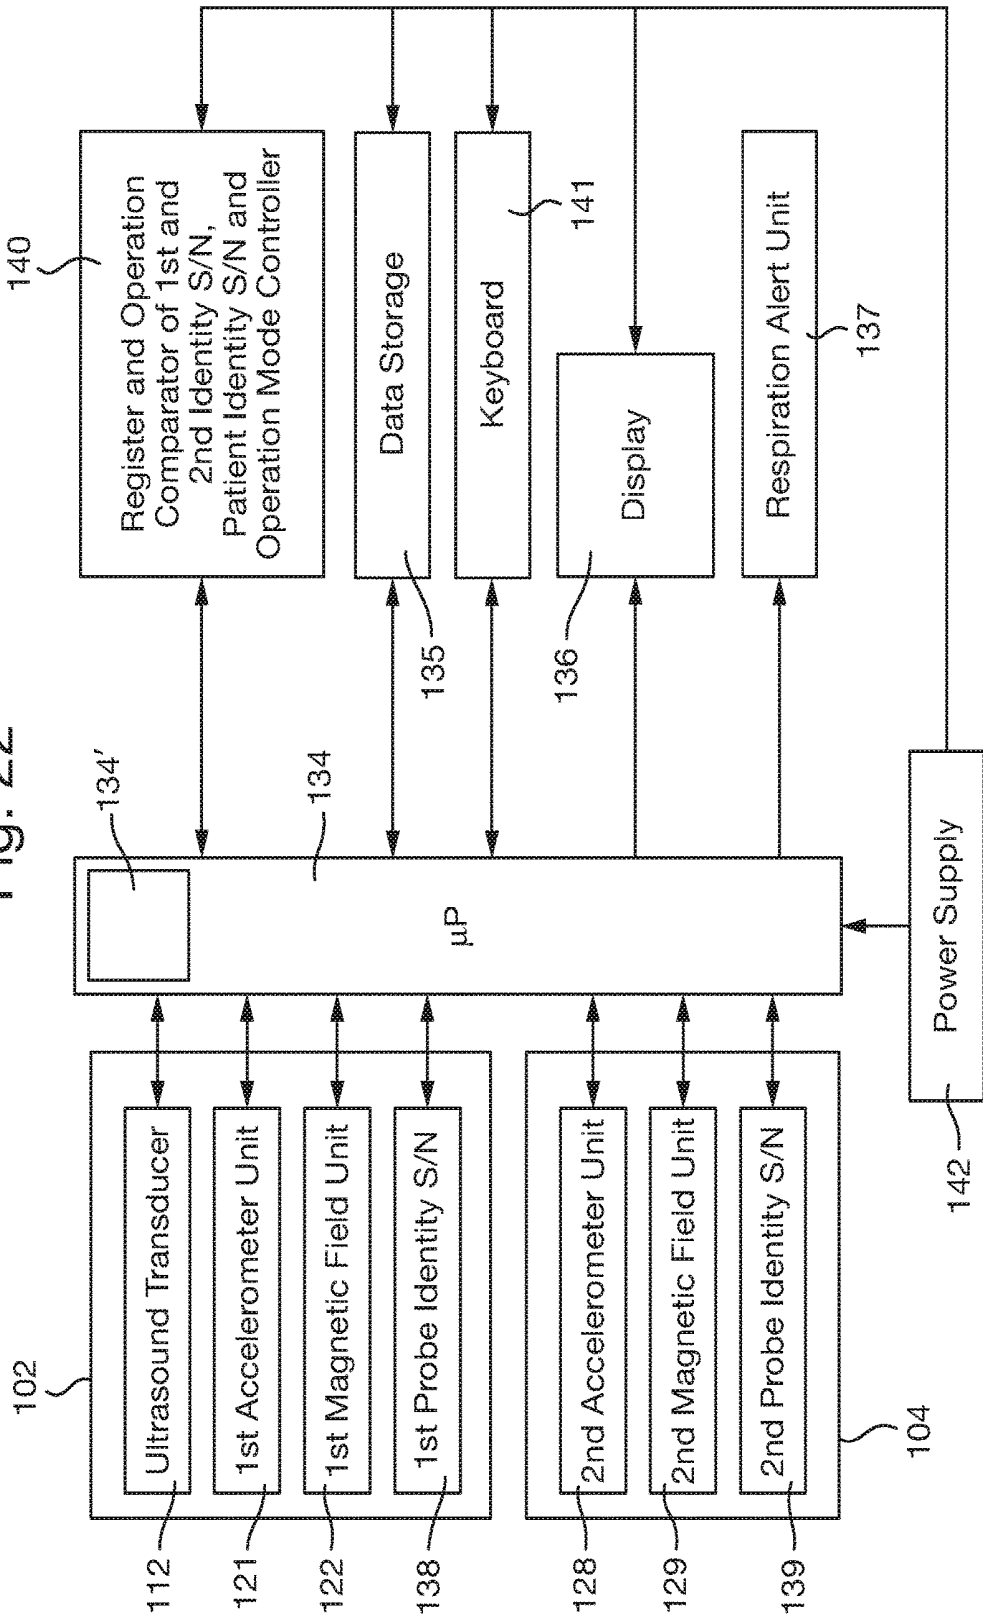 Fig. 22
102
112
Ultrasound Transducer
121
1st Accelerometer Unit
122
1st Magnetic Field Unit
138
1st Probe Identity S/N
128
2nd Accelerometer Unit
129
2nd Magnetic Field Unit
139
2nd Probe Identity S/N
104
134'
134
µP
140
Register and Operation
Comparator of 1st and
2nd Identity S/N,
Patient Identity S/N and
Operation Mode Controller
Data Storage
135
Keyboard
141
Display
136
Respiration Alert Unit
137
Power Supply
142